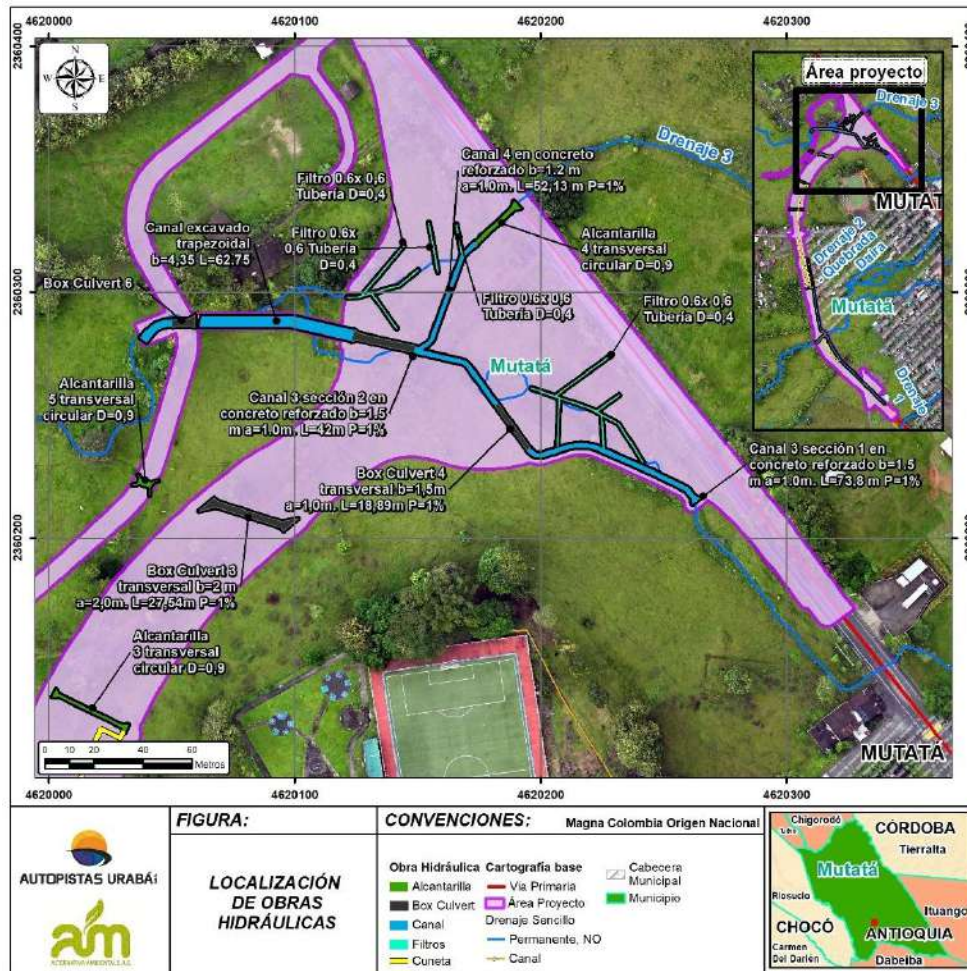 4620000
4620100
4620200
4620300
2360400
2360300
2360200
N
W
E
S
Área proyecto
Drenaje 3
MUTAT
Drenaje 2
Quebrada
Daira
Mutatá
Drenaje
1
Drenaje 3
Canal 4 en concreto
reforzado b=1.2 m
a=1.0m. L=52,13 m P=1%
Filtro 0.6x 0,6
Tubería D=0,4
Canal excavado
trapezoidal
b=4,35 L=62.75
Filtro 0.6x
0,6 Tubería
D=0,4
Alcantarilla
4 transversal
circular D=0,9
Box Culvert 6
Filtro 0.6x 0,6
Tubería D=0,4
Filtro 0.6x 0,6
Tubería D=0,4
Mutatá
Alcantarilla
5 transversal
circular D=0,9
Canal 3 sección 2 en
concreto reforzado b=1.5
m a=1.0m. L=42m P=1%
Box Culvert 4
transversal b=1,5m
a=1,0m. L=18,89m P=1%
Canal 3 sección 1 en
concreto reforzado b=1.5
m a=1.0m. L=73,8 m P=1%
Box Culvert 3
transversal b=2 m
a=2,0m. L=27,54m P=1%
Alcantarilla
3 transversal
circular D=0,9
0 10 20 40 60
Metros
MUTATÁ
4620000
4620100
4620200
4620300
AUTOPISTAS URABÁ
am
FIGURA:
LOCALIZACIÓN
DE OBRAS
HIDRÁULICAS
CONVENCIONES:
Magna Colombia Origen Nacional
Obra Hidráulica
Alcantarilla
Box Culvert
Canal
Filtros
Cuneta
Cartografía base
Via Primaria
Área Proyecto
Drenaje Sencillo
Permanente, NO
Canal
Cabecera
Municipal
Municipio
Chigorodó
CÓRDOBA
Tierralta
Mutatá
Riosucio
Ituango
CHOCÓ
ANTIOQUIA
Carmen
Del Darién
Dabeiba